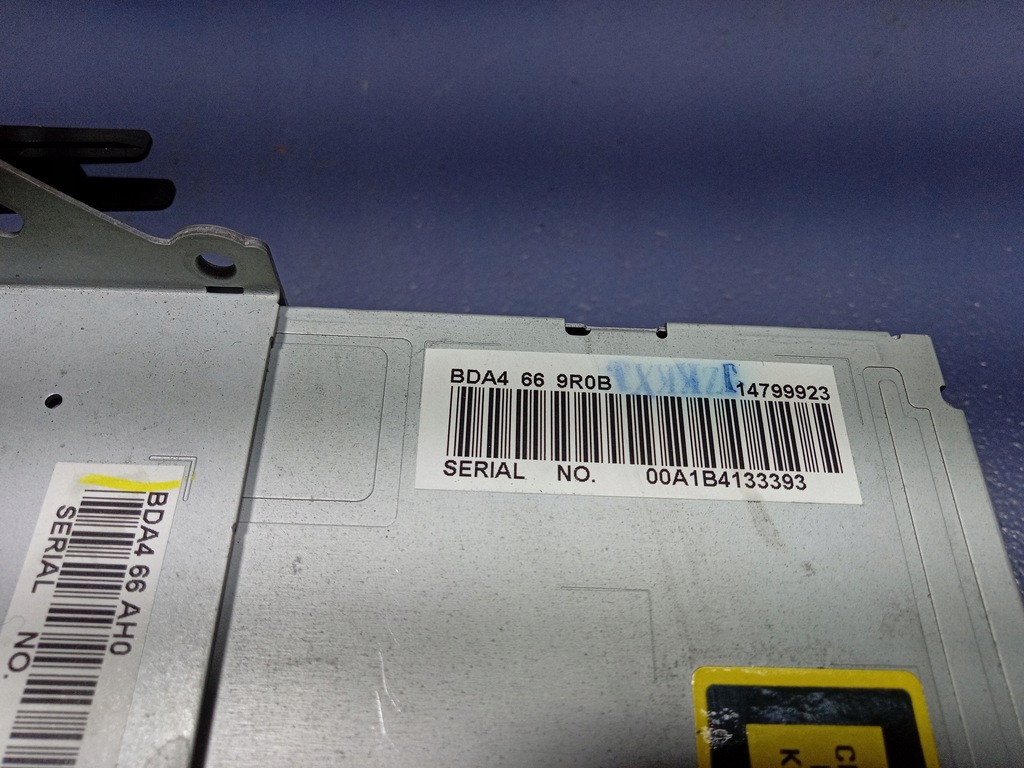 BDA4 66 9R0B 14799923
SERIAL NO. 00A1B4133393
BDA4 66 AH0
SERIAL NO.